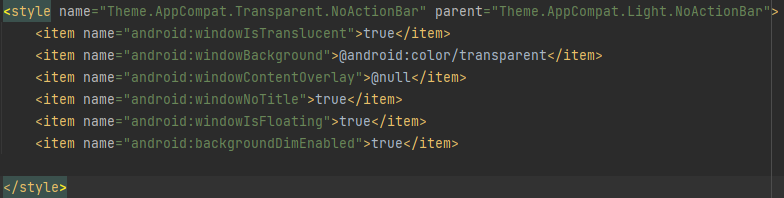 <style name="Theme.AppCompat.Transparent.NoActionBar" parent="Theme.AppCompat.Light.NoActionBar">
<item name="android:windowIsTranslucent">true</item>
<item name="android:windowBackground">@android:color/transparent</item>
<item name="android:windowContentOverlay">@null</item>
<item name="android:windowNoTitle">true</item>
<item name="android:windowIsFloating">true</item>
<item name="android:backgroundDimEnabled">true</item>
</style>